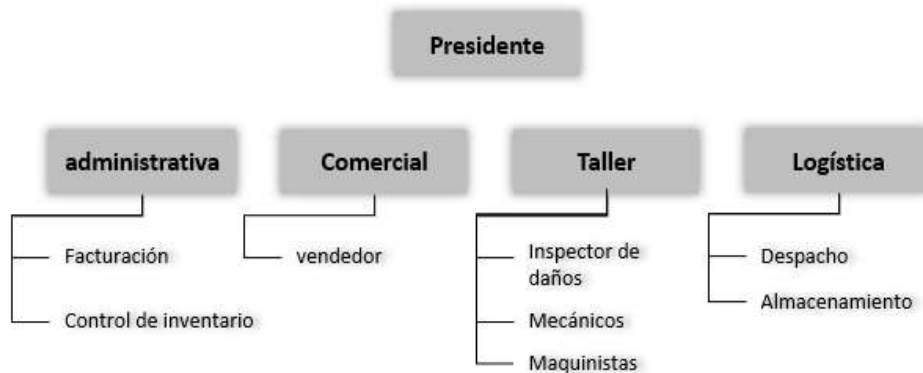 Presidente
administrativa
Comercial
Taller
Logística
Facturación
Control de inventario
vendedor
Inspector de
daños
Mecánicos
Maquinistas
Despacho
Almacenamiento